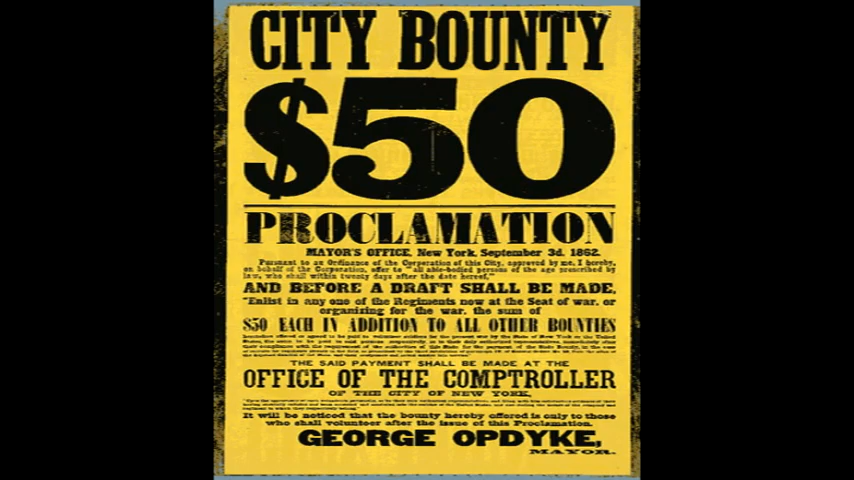 CITY BOUNTY
$50
PROCLAMATION
MAYOR'S OFFICE, New York, September 3d, 1862.
Pursuant to an Ordinance of the Corporation of this City, approved by me, I hereby,
on behalf of the Corporation, offer to "all able-bodied persons of the age prescribed by
law, who shall within twenty days after the date hereof,"
AND BEFORE A DRAFT SHALL BE MADE,
"Enlist in any one of the Regiments now at the Seat of war, or
organizing for the war, the sum of
$50 EACH IN ADDITION TO ALL OTHER BOUNTIES
THE SAID PAYMENT SHALL BE MADE AT THE
OFFICE OF THE COMPTROLLER
OF THE CITY OF NEW YORK,
It will be noticed that the bounty hereby offered is only to those
who shall volunteer after the issue of this Proclamation.
GEORGE OPDYKE,
MAYOR.